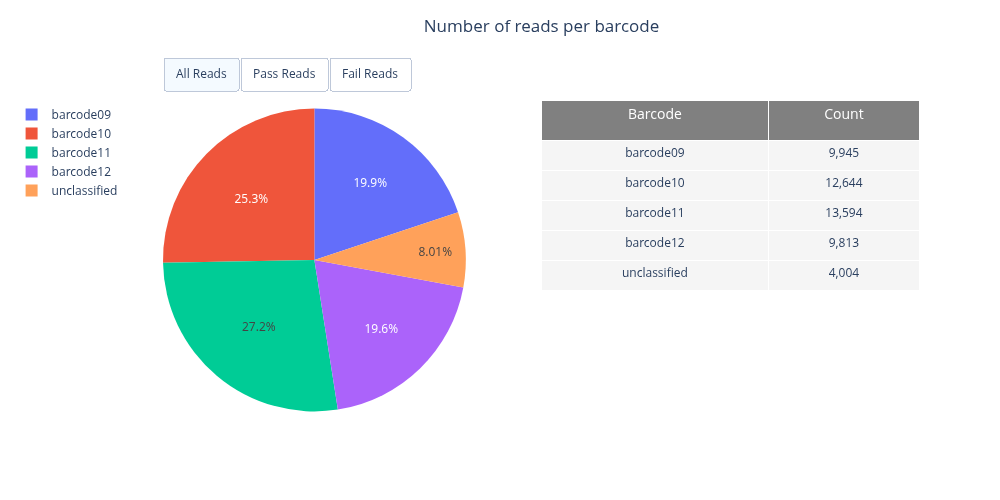 Number of reads per barcode
All Reads Pass Reads Fail Reads
barcode09
barcode10
barcode11
barcode12
unclassified
19.9%
25.3%
8.01%
27.2%
19.6%
Barcode Count
barcode09 9,945
barcode10 12,644
barcode11 13,594
barcode12 9,813
unclassified 4,004